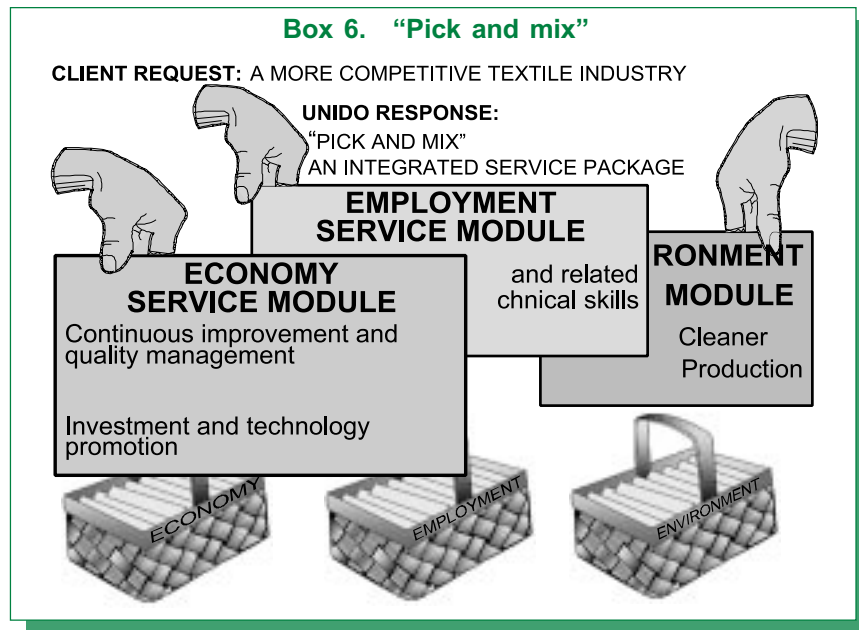 Box 6. “Pick and mix”
CLIENT REQUEST: A MORE COMPETITIVE TEXTILE INDUSTRY
UNIDO RESPONSE:
“PICK AND MIX”
AN INTEGRATED SERVICE PACKAGE
EMPLOYMENT
SERVICE MODULE
and related
chnical skills
RONMENT
MODULE
Cleaner
Production
ECONOMY
SERVICE MODULE
Continuous improvement and
quality management
Investment and technology
promotion
ECONOMY
EMPLOYMENT
ENVIRONMENT